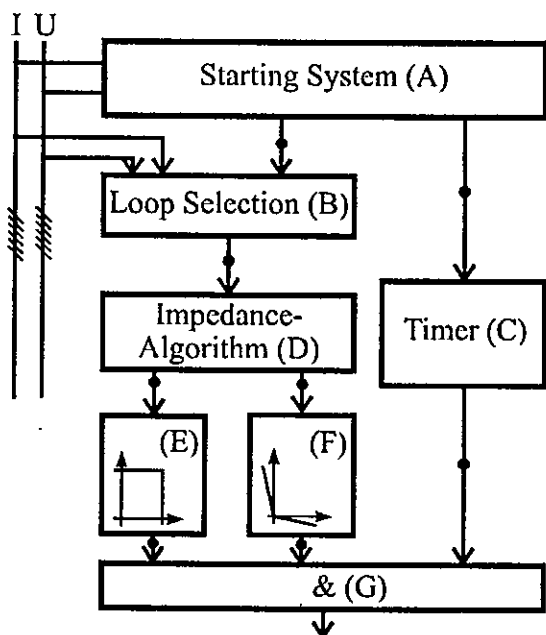 I U
Starting System (A)
Loop Selection (B)
Impedance-
Algorithm (D)
Timer (C)
(E)
(F)
& (G)